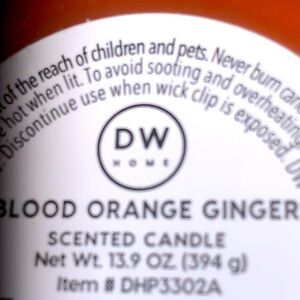 of the reach of children and pets. Never burn
hot when lit. To avoid sooting and overheating
Discontinue use when wick clip is exposed.
DW
HOME
BLOOD ORANGE GINGER
SCENTED CANDLE
Net Wt. 13.9 OZ. (394 g)
Item # DHP3302A